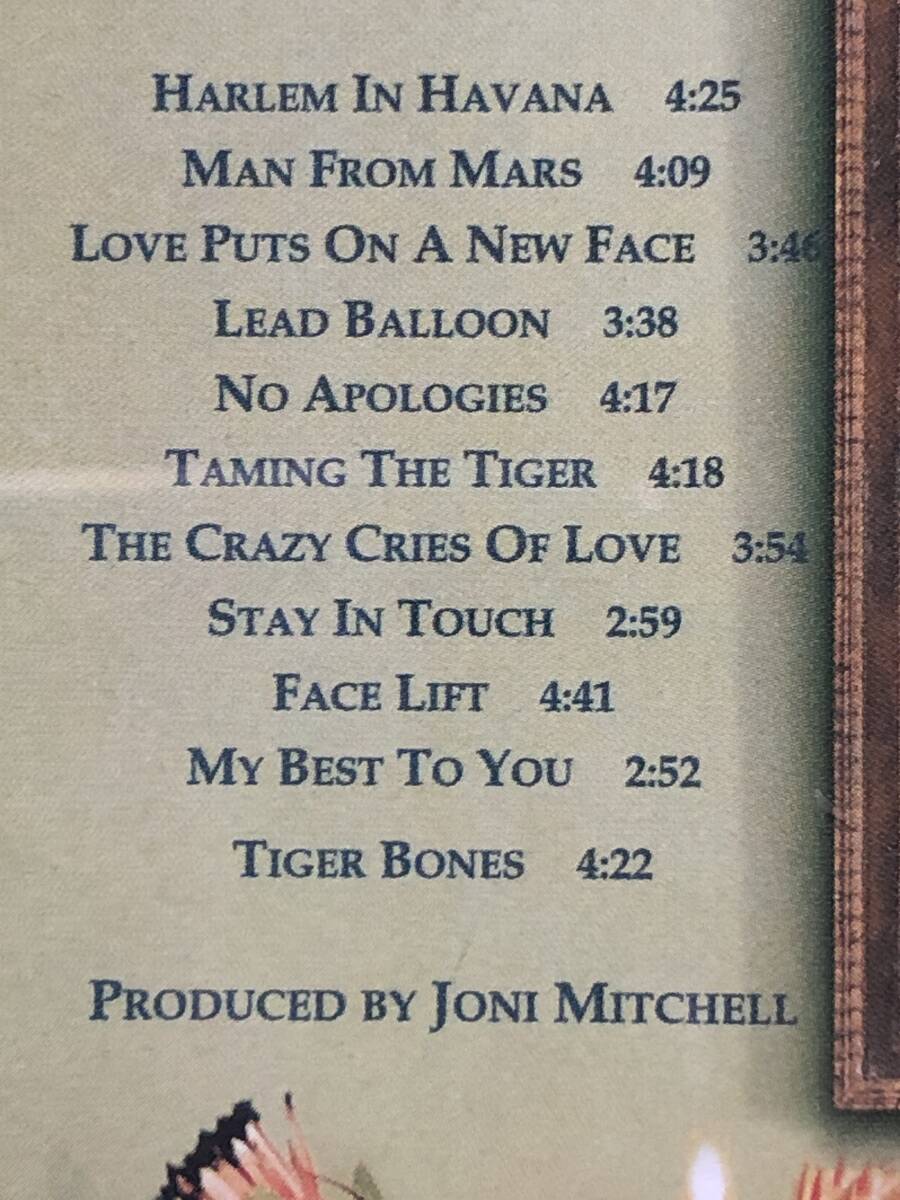 Harlem In Havana 4:25
Man From Mars 4:09
Love Puts On A New Face 3:46
Lead Balloon 3:38
No Apologies 4:17
Taming The Tiger 4:18
The Crazy Cries Of Love 3:54
Stay In Touch 2:59
Face Lift 4:41
My Best To You 2:52
Tiger Bones 4:22
Produced by Joni Mitchell